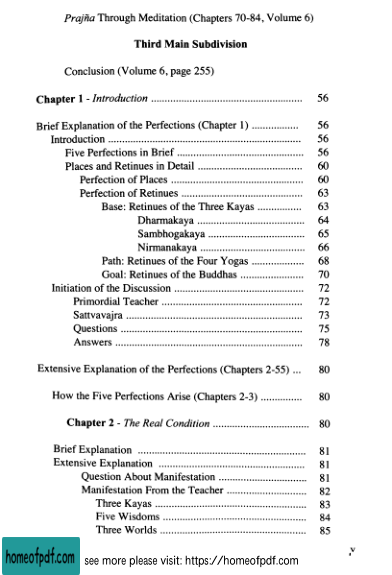 Prajña Through Meditation (Chapters 70-84, Volume 6)
Third Main Subdivision
Conclusion (Volume 6, page 255)
Chapter 1 - Introduction ........................................................ 56
Brief Explanation of the Perfections (Chapter 1) ................. 56
Introduction ....................................................................... 56
Five Perfections in Brief ............................................... 56
Places and Retinues in Detail ....................................... 60
Perfection of Places ................................................. 60
Perfection of Retinues .............................................. 63
Base: Retinues of the Three Kayas ................ 63
Dharmakaya ........................................ 64
Sambhogakaya ................................... 65
Nirmanakaya ....................................... 66
Path: Retinues of the Four Yogas ................... 68
Goal: Retinues of the Buddhas ....................... 70
Initiation of the Discussion ................................................ 72
Primordial Teacher ..................................................... 72
Sattvavajra .................................................................. 73
Questions .................................................................... 75
Answers ...................................................................... 78
Extensive Explanation of the Perfections (Chapters 2-55) ... 80
How the Five Perfections Arise (Chapters 2-3) ............... 80
Chapter 2 - The Real Condition ................................... 80
Brief Explanation .............................................................. 81
Extensive Explanation ...................................................... 81
Question About Manifestation ................................... 81
Manifestation From the Teacher ............................. 82
Three Kayas ...................................................... 83
Five Wisdoms ................................................... 84
Three Worlds .................................................... 85
v
homeofpdf.com see more please visit: https://homeofpdf.com